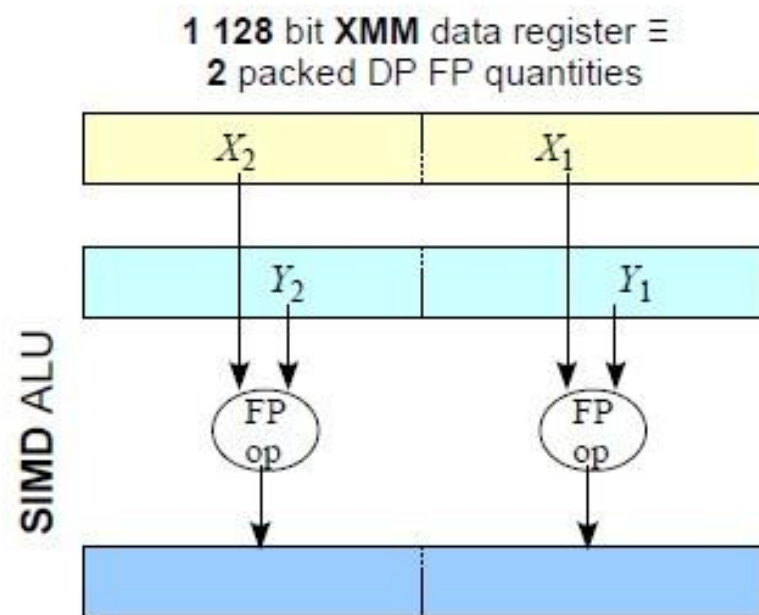 1 128 bit XMM data register ≡
2 packed DP FP quantities
X₂ X₁
Y₂ Y₁
SIMD ALU
FP FP
op op